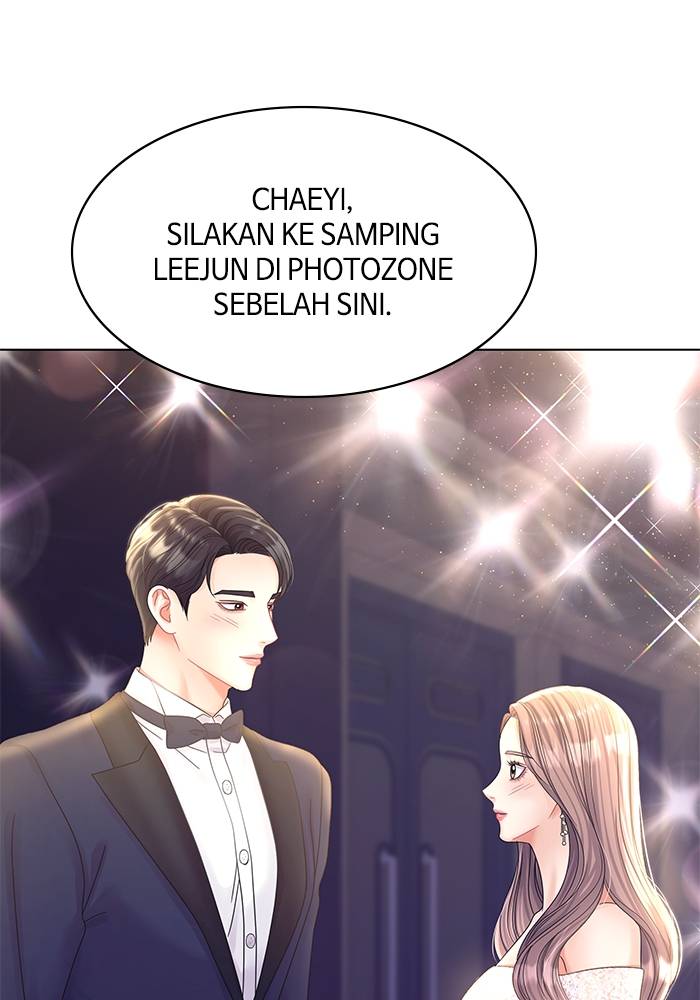 CHAEYI,
SILAKAN KE SAMPING
LEEJUN DI PHOTOZONE
SEBELAH SINI.